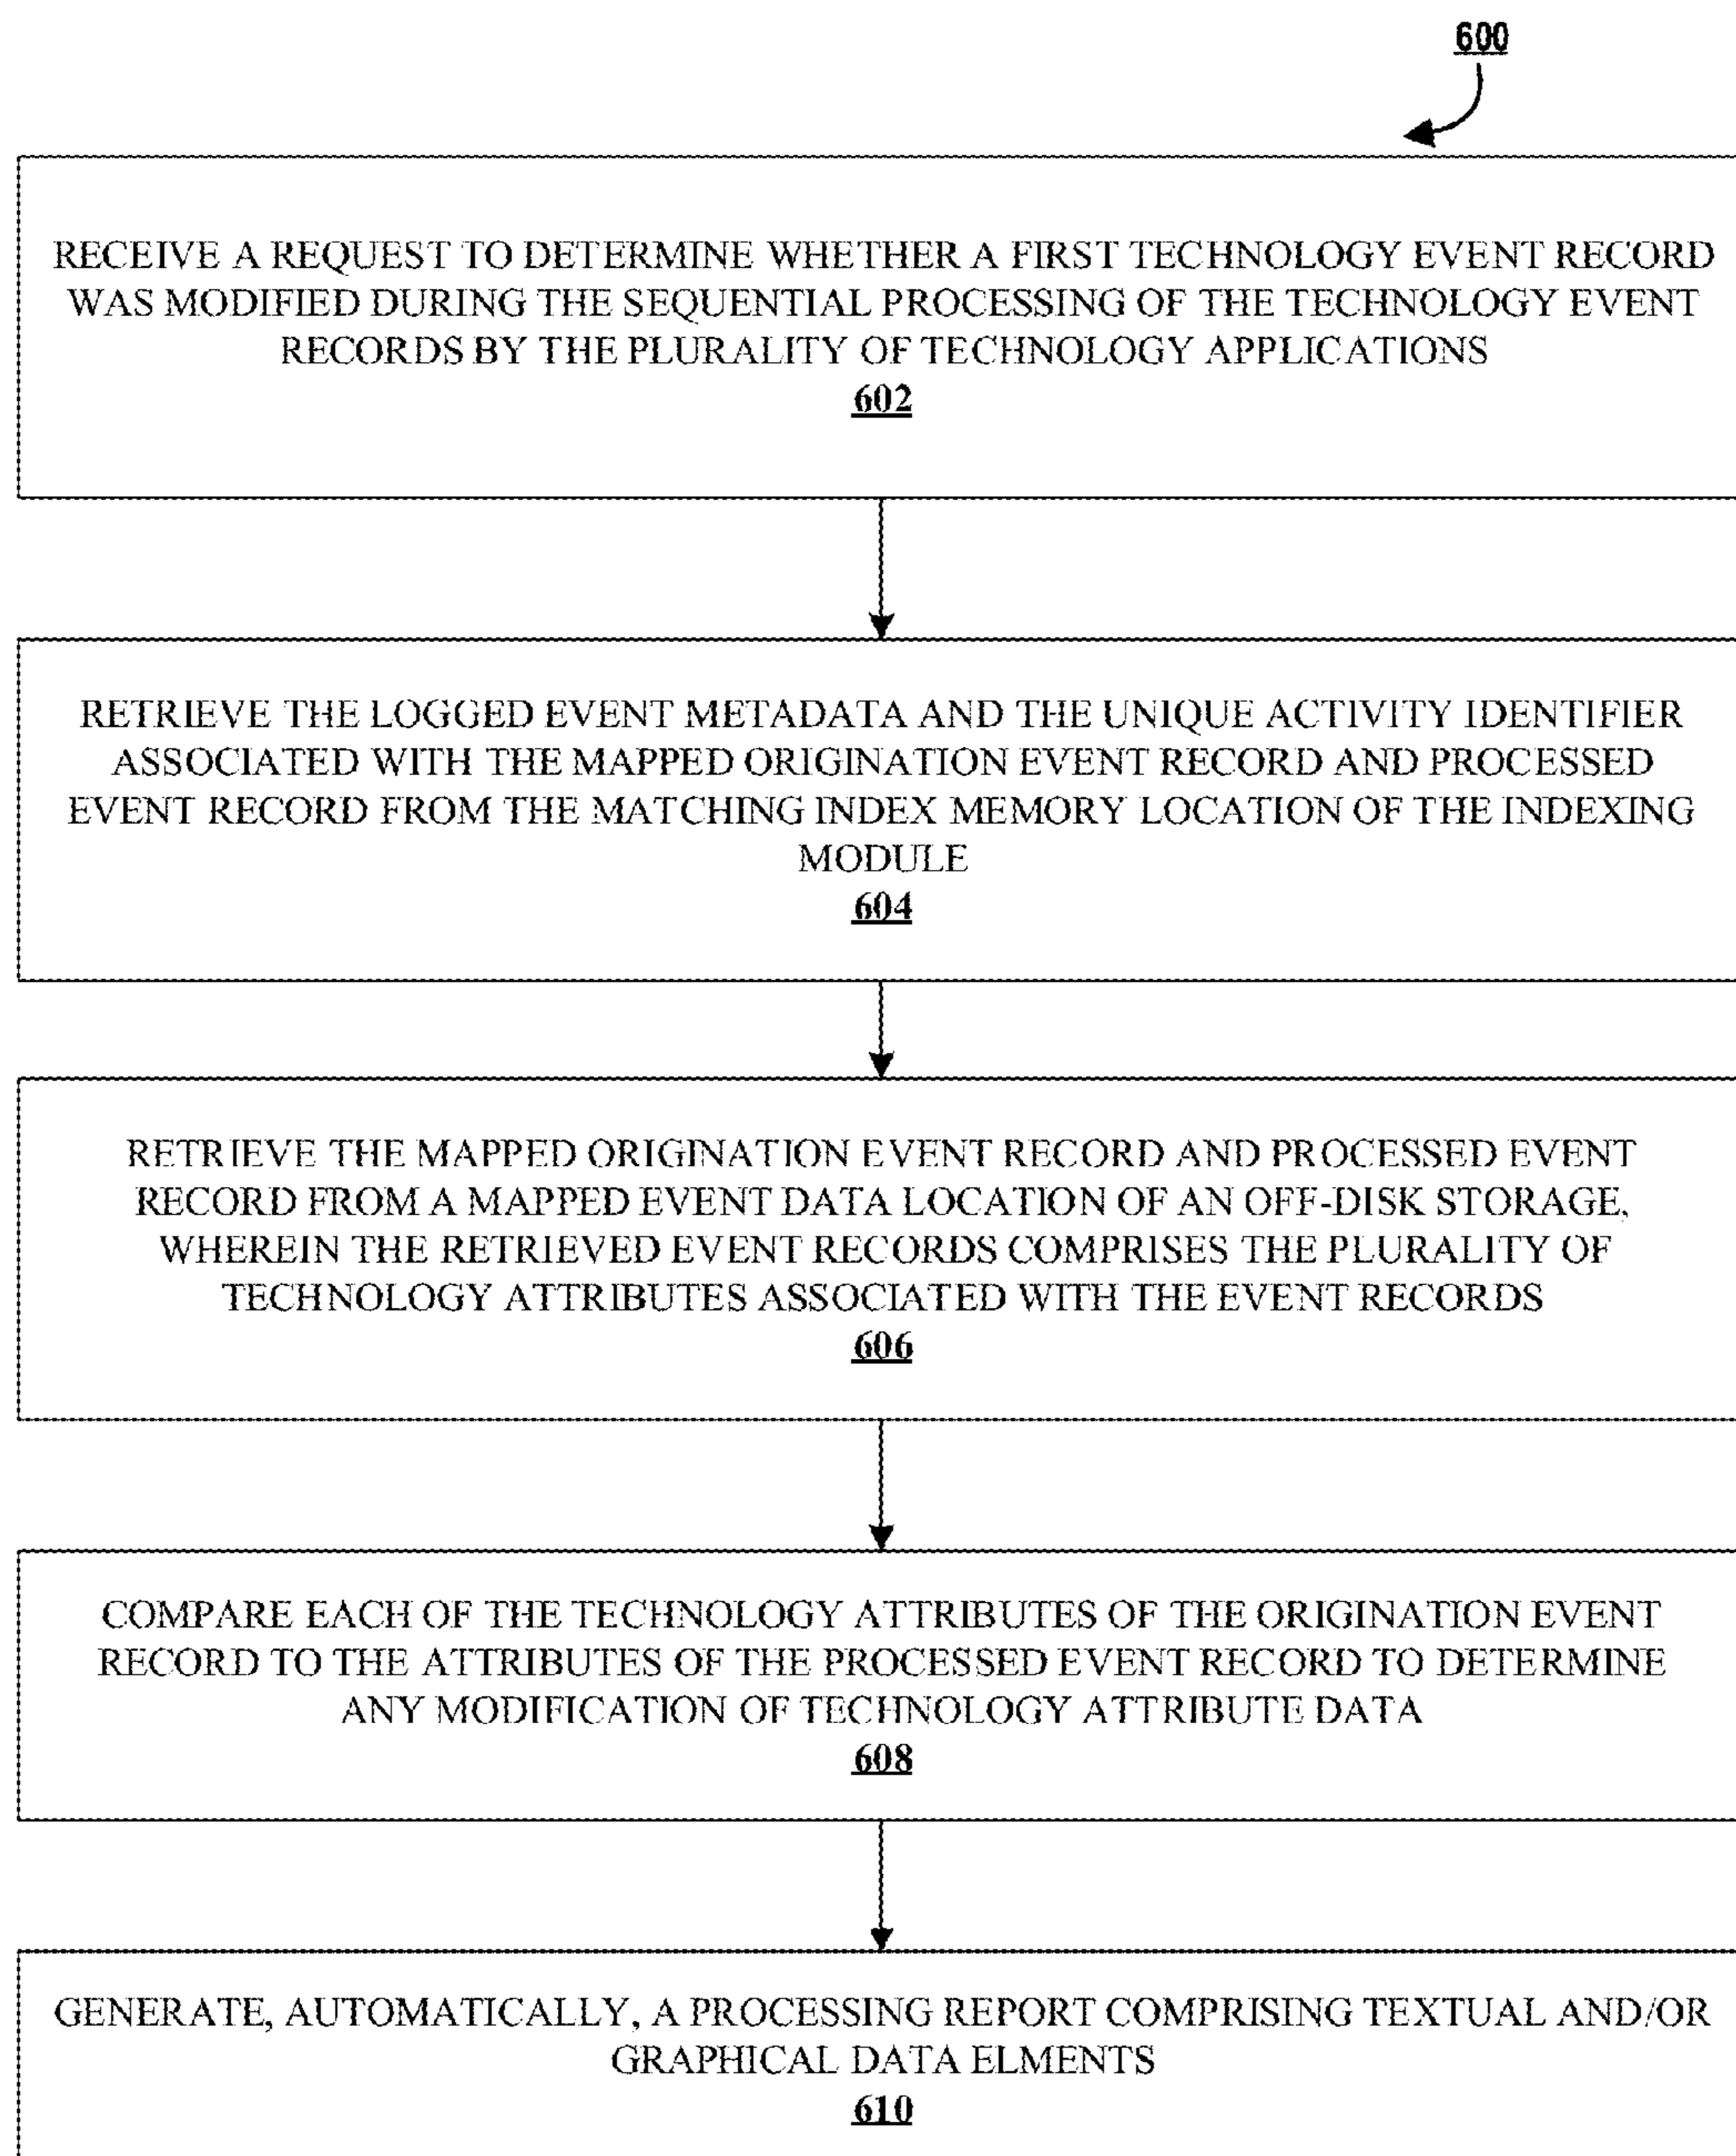 600
RECEIVE A REQUEST TO DETERMINE WHETHER A FIRST TECHNOLOGY EVENT RECORD
WAS MODIFIED DURING THE SEQUENTIAL PROCESSING OF THE TECHNOLOGY EVENT
RECORDS BY THE PLURALITY OF TECHNOLOGY APPLICATIONS
602
RETRIEVE THE LOGGED EVENT METADATA AND THE UNIQUE ACTIVITY IDENTIFIER
ASSOCIATED WITH THE MAPPED ORIGINATION EVENT RECORD AND PROCESSED
EVENT RECORD FROM THE MATCHING INDEX MEMORY LOCATION OF THE INDEXING
MODULE
604
RETRIEVE THE MAPPED ORIGINATION EVENT RECORD AND PROCESSED EVENT
RECORD FROM A MAPPED EVENT DATA LOCATION OF AN OFF-DISK STORAGE,
WHEREIN THE RETRIEVED EVENT RECORDS COMPRISES THE PLURALITY OF
TECHNOLOGY ATTRIBUTES ASSOCIATED WITH THE EVENT RECORDS
606
COMPARE EACH OF THE TECHNOLOGY ATTRIBUTES OF THE ORIGINATION EVENT
RECORD TO THE ATTRIBUTES OF THE PROCESSED EVENT RECORD TO DETERMINE
ANY MODIFICATION OF TECHNOLOGY ATTRIBUTE DATA
608
GENERATE, AUTOMATICALLY, A PROCESSING REPORT COMPRISING TEXTUAL AND/OR
GRAPHICAL DATA ELMENTS
610